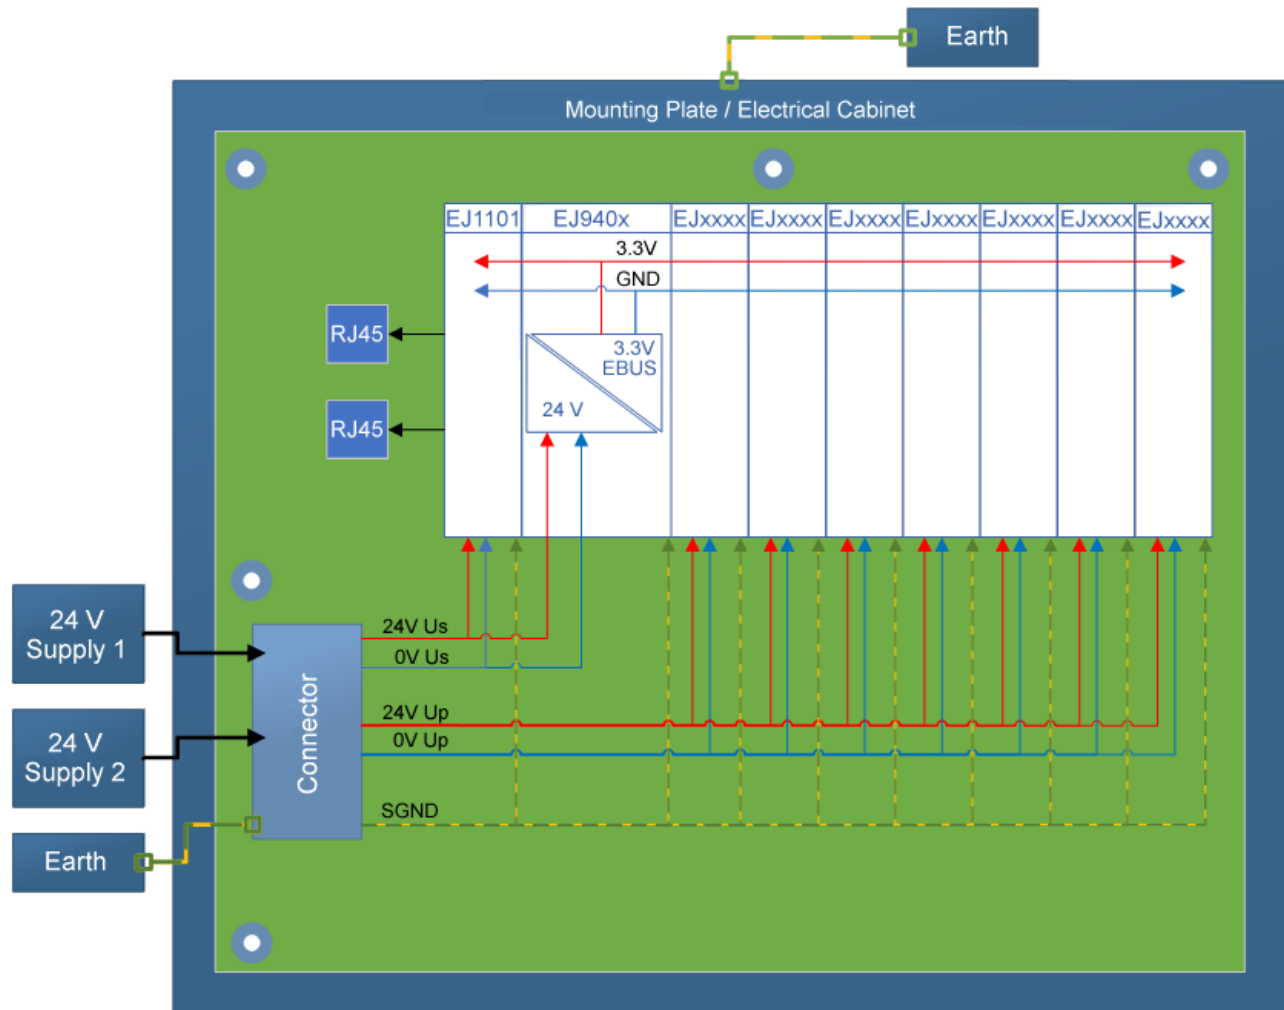 Earth
Mounting Plate / Electrical Cabinet
EJ1101 EJ940x EJxxxx EJxxxx EJxxxx EJxxxx EJxxxx EJxxxx EJxxxx
3.3V
GND
RJ45
3.3V
EBUS
24 V
RJ45
24 V
Supply 1
24V Us
0V Us
Connector
24 V
Supply 2
24V Up
0V Up
SGND
Earth